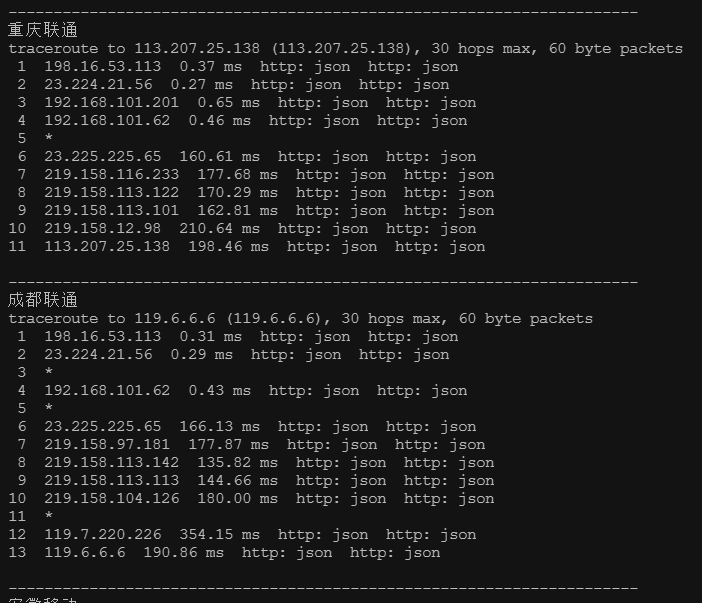 ----------------------------------------------------------------------
重庆联通
traceroute to 113.207.25.138 (113.207.25.138), 30 hops max, 60 byte packets
 1  198.16.53.113  0.37 ms  http: json  http: json
 2  23.224.21.56  0.27 ms  http: json  http: json
 3  192.168.101.201  0.65 ms  http: json  http: json
 4  192.168.101.62  0.46 ms  http: json  http: json
 5  *
 6  23.225.225.65  160.61 ms  http: json  http: json
 7  219.158.116.233  177.68 ms  http: json  http: json
 8  219.158.113.122  170.29 ms  http: json  http: json
 9  219.158.113.101  162.81 ms  http: json  http: json
10  219.158.12.98  210.64 ms  http: json  http: json
11  113.207.25.138  198.46 ms  http: json  http: json
----------------------------------------------------------------------
成都联通
traceroute to 119.6.6.6 (119.6.6.6), 30 hops max, 60 byte packets
 1  198.16.53.113  0.31 ms  http: json  http: json
 2  23.224.21.56  0.29 ms  http: json  http: json
 3  *
 4  192.168.101.62  0.43 ms  http: json  http: json
 5  *
 6  23.225.225.65  166.13 ms  http: json  http: json
 7  219.158.97.181  177.87 ms  http: json  http: json
 8  219.158.113.142  135.82 ms  http: json  http: json
 9  219.158.113.113  144.66 ms  http: json  http: json
10  219.158.104.126  180.00 ms  http: json  http: json
11  *
12  119.7.220.226  354.15 ms  http: json  http: json
13  119.6.6.6  190.86 ms  http: json  http: json
----------------------------------------------------------------------